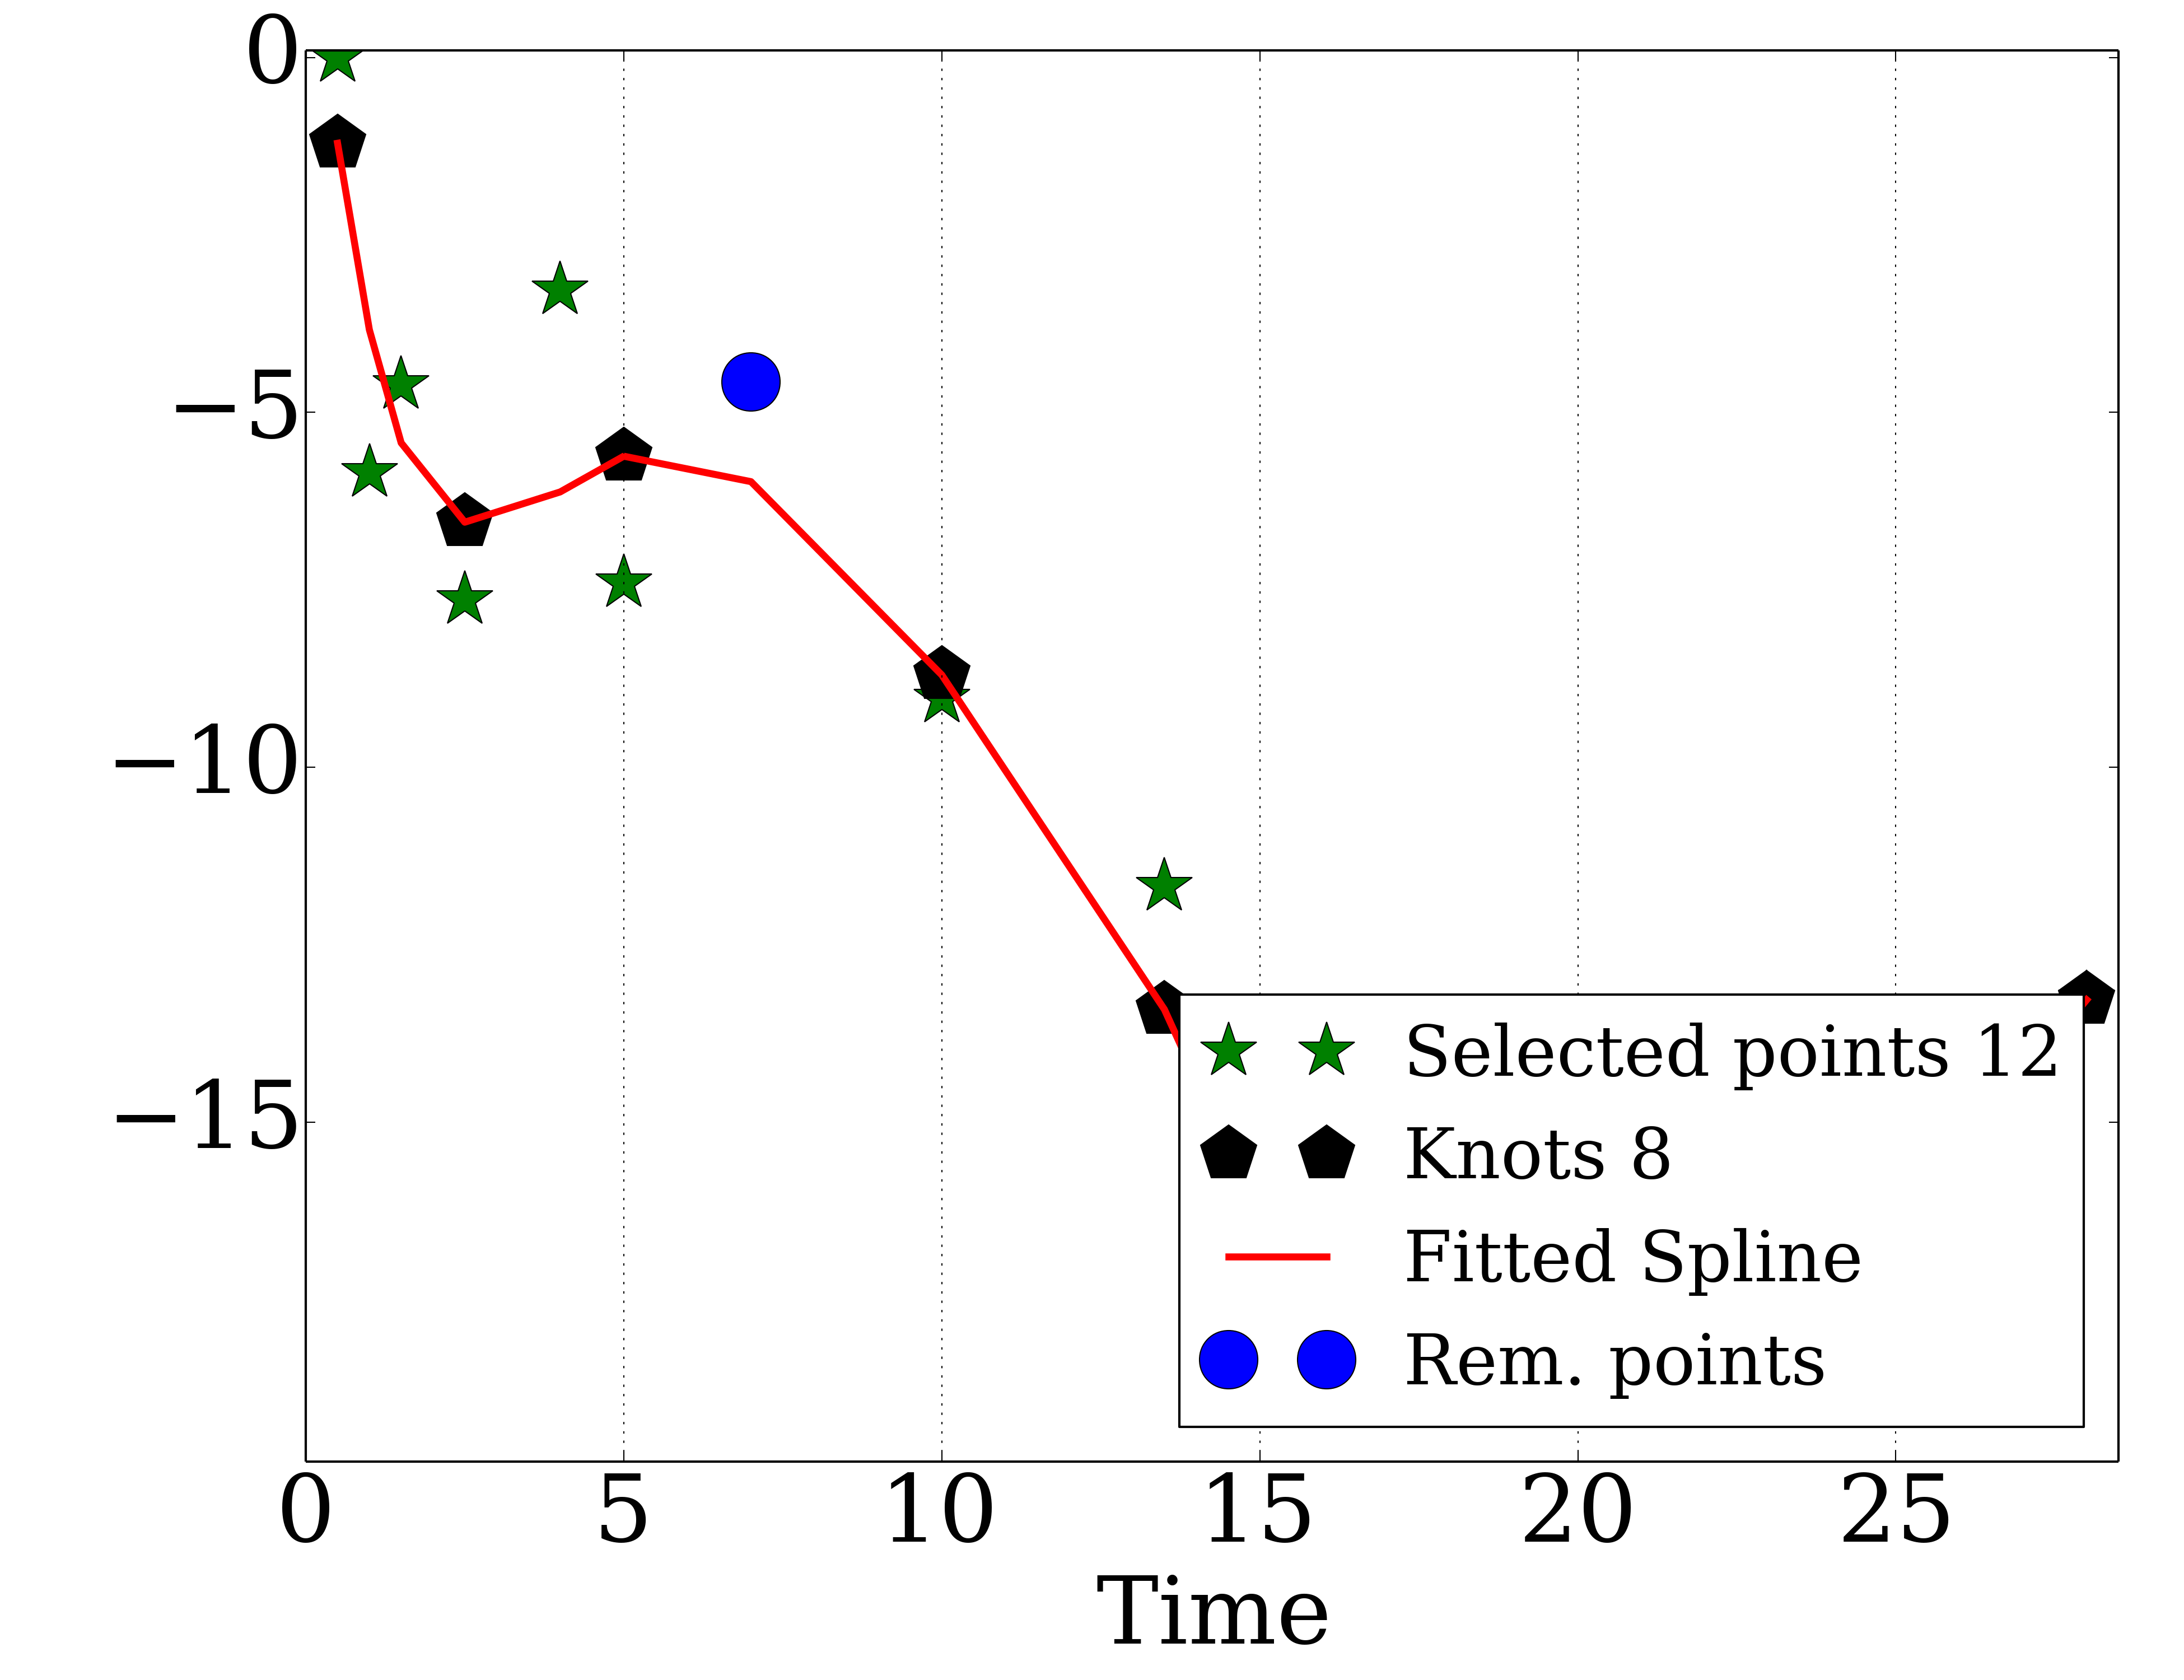 0
−5
−10
−15
Selected points 12
Knots 8
Fitted Spline
Rem. points
0 5 10 15 20 25
Time